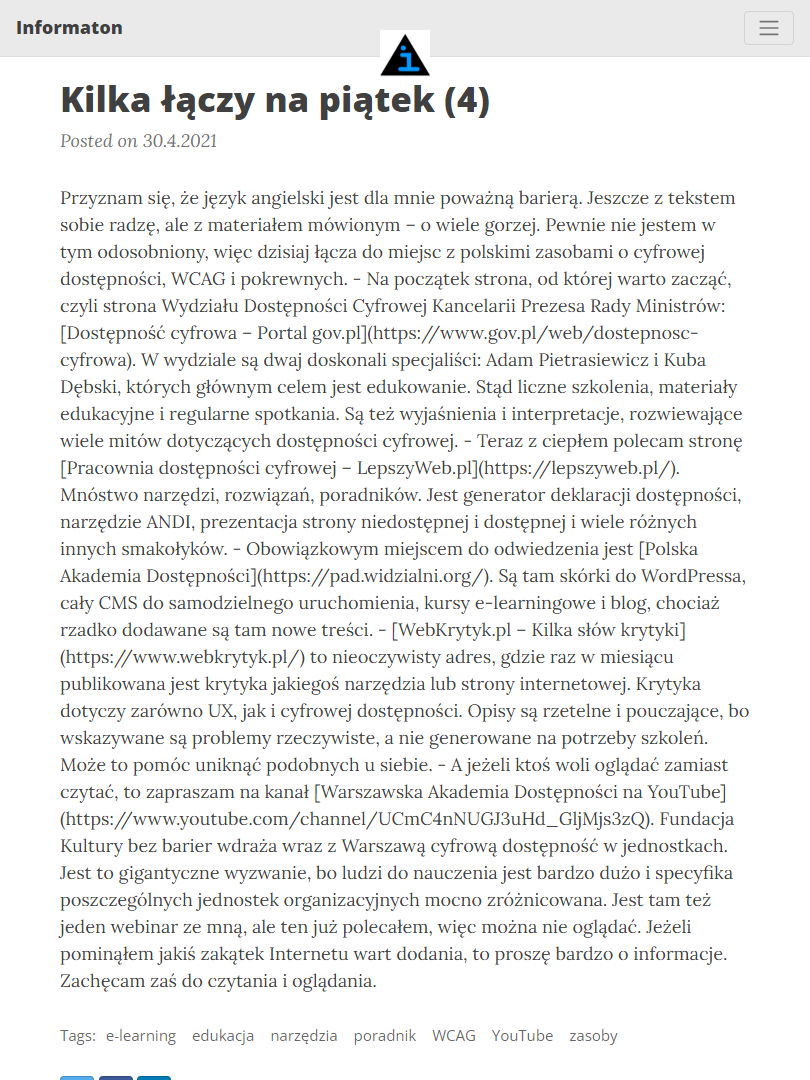 Informaton
Kilka łączy na piątek (4)
Posted on 30.4.2021
Przyznam się, że język angielski jest dla mnie poważną barierą. Jeszcze z tekstem
sobie radzę, ale z materiałem mówionym – o wiele gorzej. Pewnie nie jestem w
tym odosobniony, więc dzisiaj łącza do miejsc z polskimi zasobami o cyfrowej
dostępności, WCAG i pokrewnych. - Na początek strona, od której warto zacząć,
czyli strona Wydziału Dostępności Cyfrowej Kancelarii Prezesa Rady Ministrów:
[Dostępność cyfrowa – Portal gov.pl](https://www.gov.pl/web/dostepnosc-
cyfrowa). W wydziale są dwaj doskonali specjaliści: Adam Pietrasiewicz i Kuba
Dębski, których głównym celem jest edukowanie. Stąd liczne szkolenia, materiały
edukacyjne i regularne spotkania. Są też wyjaśnienia i interpretacje, rozwiewające
wiele mitów dotyczących dostępności cyfrowej. - Teraz z ciepłem polecam stronę
[Pracownia dostępności cyfrowej – LepszyWeb.pl](https://lepszyweb.pl/).
Mnóstwo narzędzi, rozwiązań, poradników. Jest generator deklaracji dostępności,
narzędzie ANDI, prezentacja strony niedostępnej i dostępnej i wiele różnych
innych smakołyków. - Obowiązkowym miejscem do odwiedzenia jest [Polska
Akademia Dostępności](https://pad.widzialni.org/). Są tam skórki do WordPressa,
cały CMS do samodzielnego uruchomienia, kursy e-learningowe i blog, chociaż
rzadko dodawane są tam nowe treści. - [WebKrytyk.pl – Kilka słów krytyki]
(https://www.webkrytyk.pl/) to nieoczywisty adres, gdzie raz w miesiącu
publikowana jest krytyka jakiegoś narzędzia lub strony internetowej. Krytyka
dotyczy zarówno UX, jak i cyfrowej dostępności. Opisy są rzetelne i pouczające, bo
wskazywane są problemy rzeczywiste, a nie generowane na potrzeby szkoleń.
Może to pomóc uniknąć podobnych u siebie. - A jeżeli ktoś woli oglądać zamiast
czytać, to zapraszam na kanał [Warszawska Akademia Dostępności na YouTube]
(https://www.youtube.com/channel/UCmC4nNUGJ3uHd_GljMjs3zQ). Fundacja
Kultury bez barier wdraża wraz z Warszawą cyfrową dostępność w jednostkach.
Jest to gigantyczne wyzwanie, bo ludzi do nauczenia jest bardzo dużo i specyfika
poszczególnych jednostek organizacyjnych mocno zróżnicowana. Jest tam też
jeden webinar ze mną, ale ten już polecałem, więc można nie oglądać. Jeżeli
pominąłem jakiś zakątek Internetu wart dodania, to proszę bardzo o informacje.
Zachęcam zaś do czytania i oglądania.
Tags: e-learning edukacja narzędzia poradnik WCAG YouTube zasoby